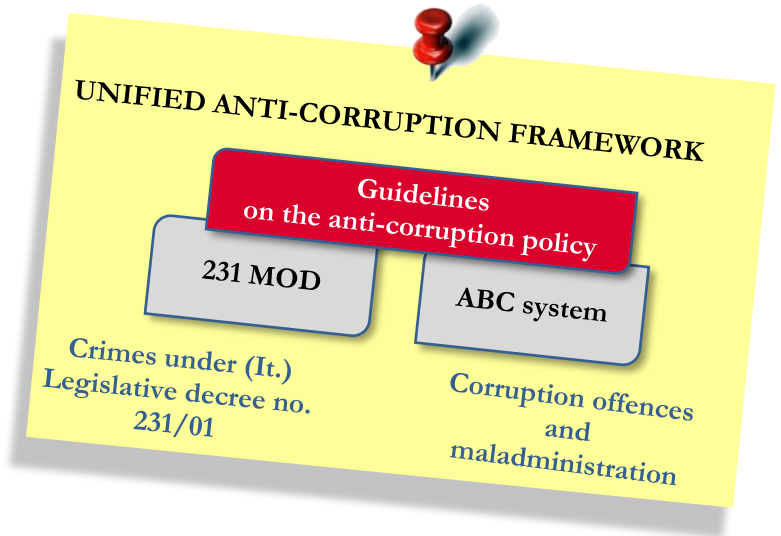 UNIFIED ANTI-CORRUPTION FRAMEWORK
Guidelines
on the anti-corruption policy
231 MOD
ABC system
Crimes under (It.)
Legislative decree no.
231/01
Corruption offences
and
maladministration